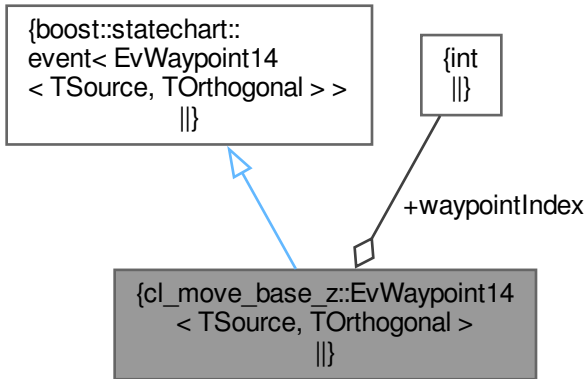 {boost::statechart::
event< EvWaypoint14
< TSource, TOrthogonal > >
||}
{int
||}
+waypointIndex
{cl_move_base_z::EvWaypoint14
< TSource, TOrthogonal >
||}